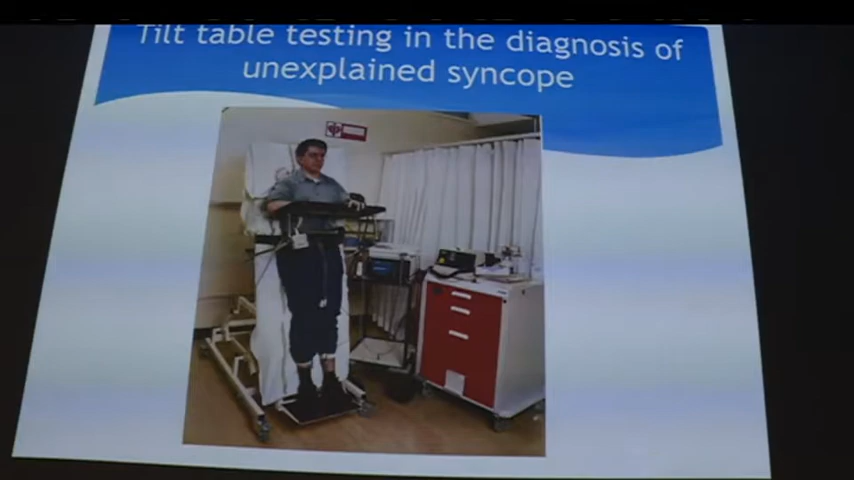 Tilt table testing in the diagnosis of
unexplained syncope